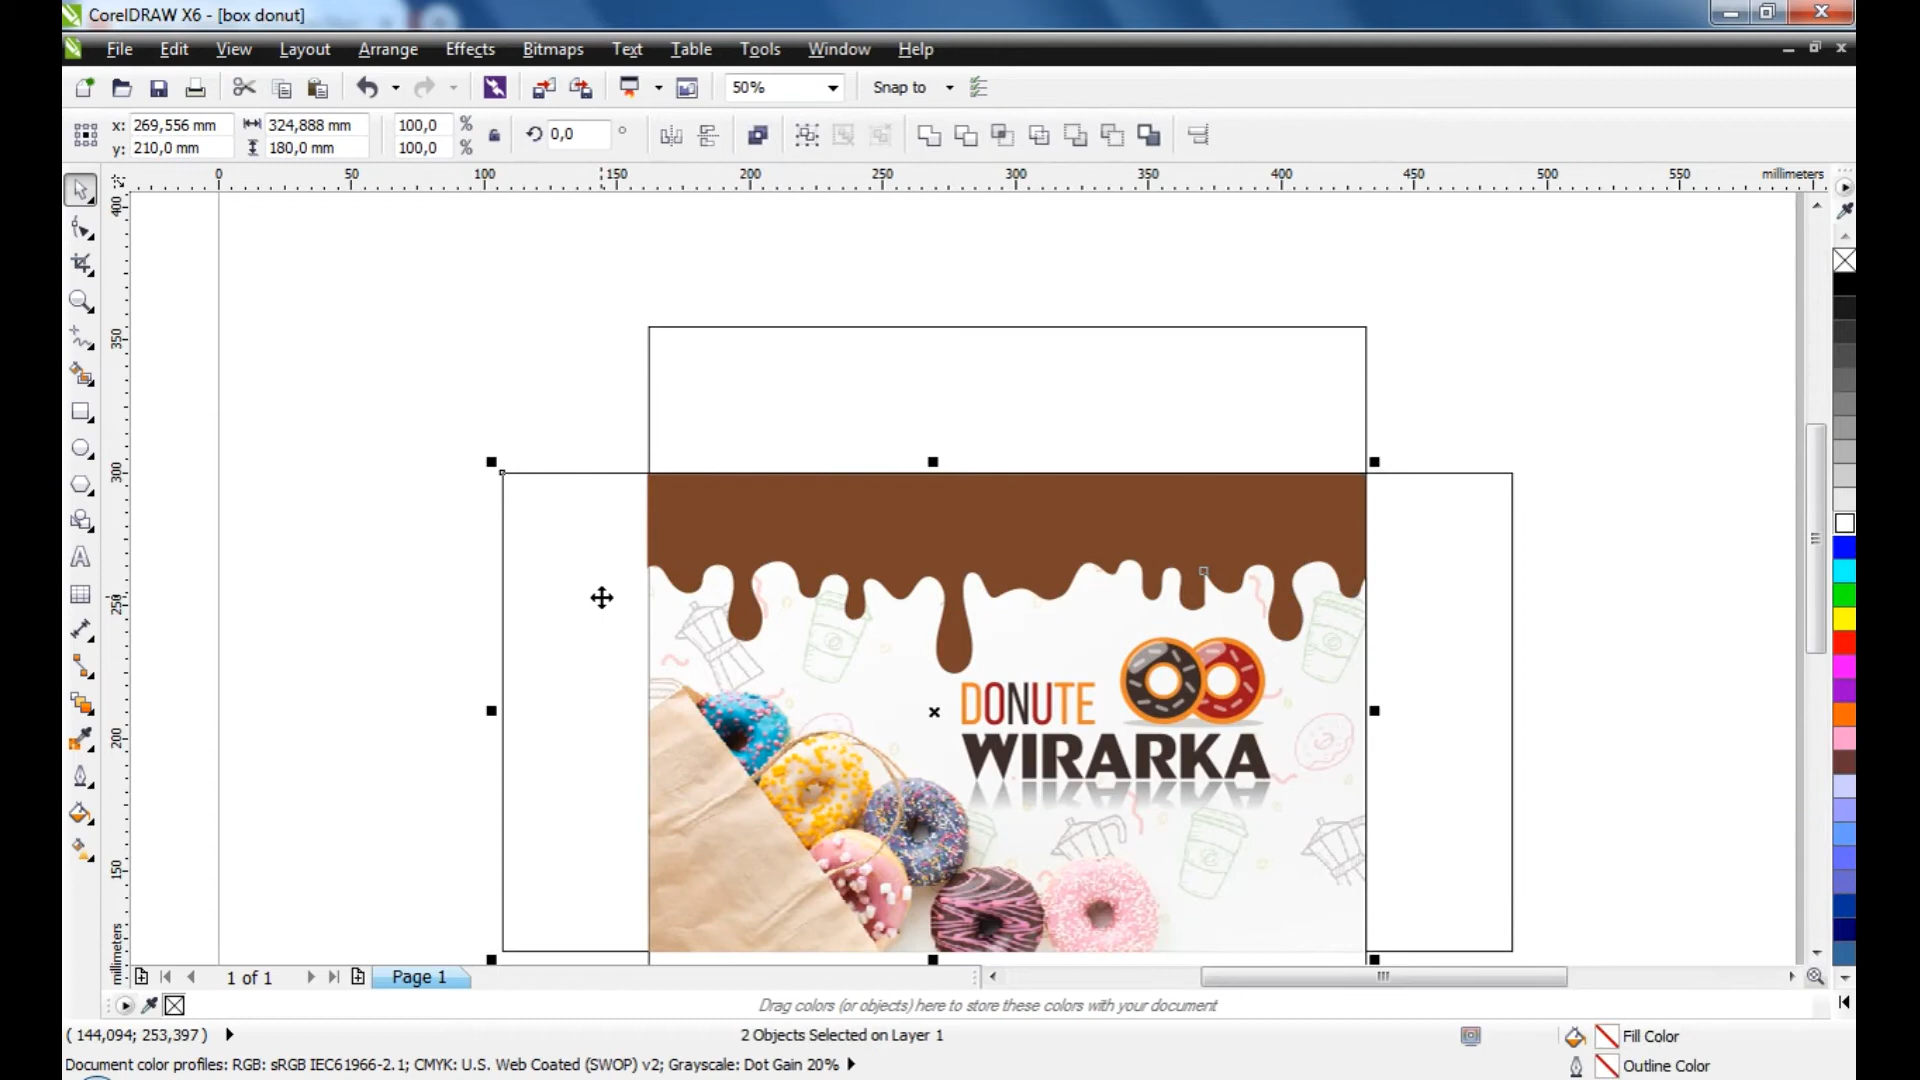 CorelDRAW X6 - [box donut]
File Edit View Layout Arrange Effects Bitmaps Text Table Tools Window Help
50% Snap to
x: 269,556 mm 324,888 mm 100,0 % 0,0 °
y: 210,0 mm 180,0 mm 100,0 %
0 50 100 150 200 250 300 350 400 450 500 550 millimeters
400
350
300
250
200
150
millimeters
DONUTE
WIRARKA
1 of 1 Page 1
Drag colors (or objects) here to store these colors with your document
( 144,094; 253,397 ) 2 Objects Selected on Layer 1 Fill Color
Document color profiles: RGB: sRGB IEC61966-2.1; CMYK: U.S. Web Coated (SWOP) v2; Grayscale: Dot Gain 20% Outline Color